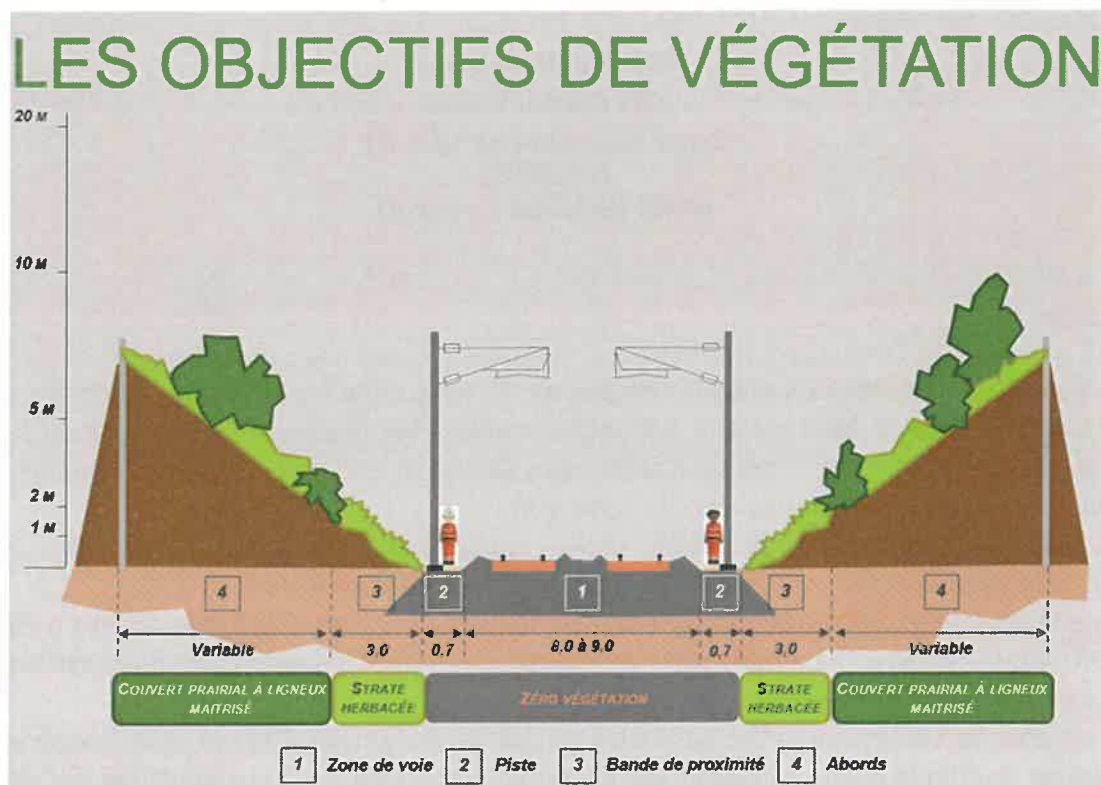 LES OBJECTIFS DE VÉGÉTATION
20 M
10 M
5 M
2 M
1 M
4 3 2 1 2 3 4
Variable 3,0 0,7 8,0 à 9,0 0,7 3,0 Variable
COUVERT PRAIRIAL À LIGNEUX MAITRISÉ
STRATE HERBACÉE
ZÉRO VÉGÉTATION
STRATE HERBACÉE
COUVERT PRAIRIAL À LIGNEUX MAITRISÉ
1 Zone de voie 2 Piste 3 Bande de proximité 4 Abords